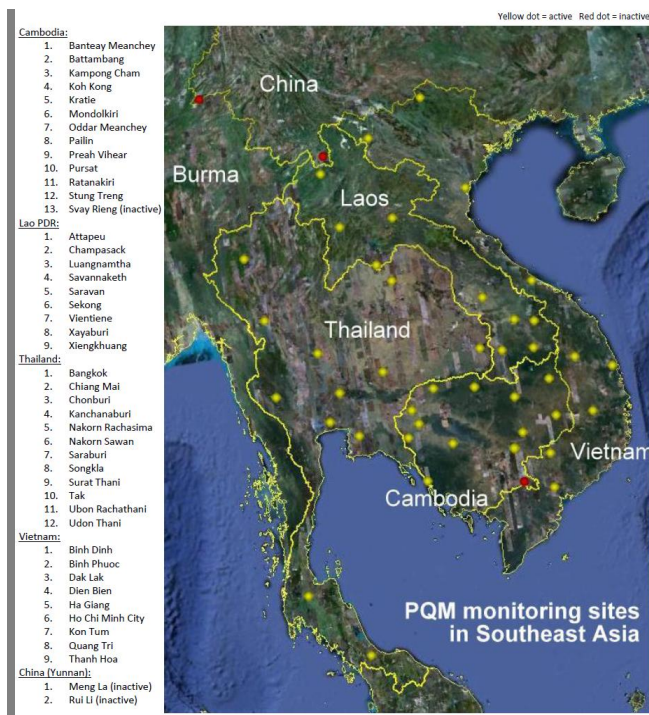 Yellow dot = active Red dot = inactive
Cambodia:
1. Banteay Meanchey
2. Battambang
3. Kampong Cham
4. Koh Kong
5. Kratie
6. Mondolkiri
7. Oddar Meanchey
8. Pailin
9. Preah Vihear
10. Pursat
11. Ratanakiri
12. Stung Treng
13. Svay Rieng (inactive)
Lao PDR:
1. Attapeu
2. Champasack
3. Luangnamtha
4. Savannaketh
5. Saravan
6. Sekong
7. Vientiene
8. Xayaburi
9. Xiengkhuang
Thailand:
1. Bangkok
2. Chiang Mai
3. Chonburi
4. Kanchanaburi
5. Nakorn Rachasima
6. Nakorn Sawan
7. Saraburi
8. Songkla
9. Surat Thani
10. Tak
11. Ubon Rachathani
12. Udon Thani
Vietnam:
1. Binh Dinh
2. Binh Phuoc
3. Dak Lak
4. Dien Bien
5. Ha Giang
6. Ho Chi Minh City
7. Kon Tum
8. Quang Tri
9. Thanh Hoa
China (Yunnan):
1. Meng La (inactive)
2. Rui Li (inactive)
China
Burma
Laos
Thailand
Vietnam
Cambodia
PQM monitoring sites
in Southeast Asia